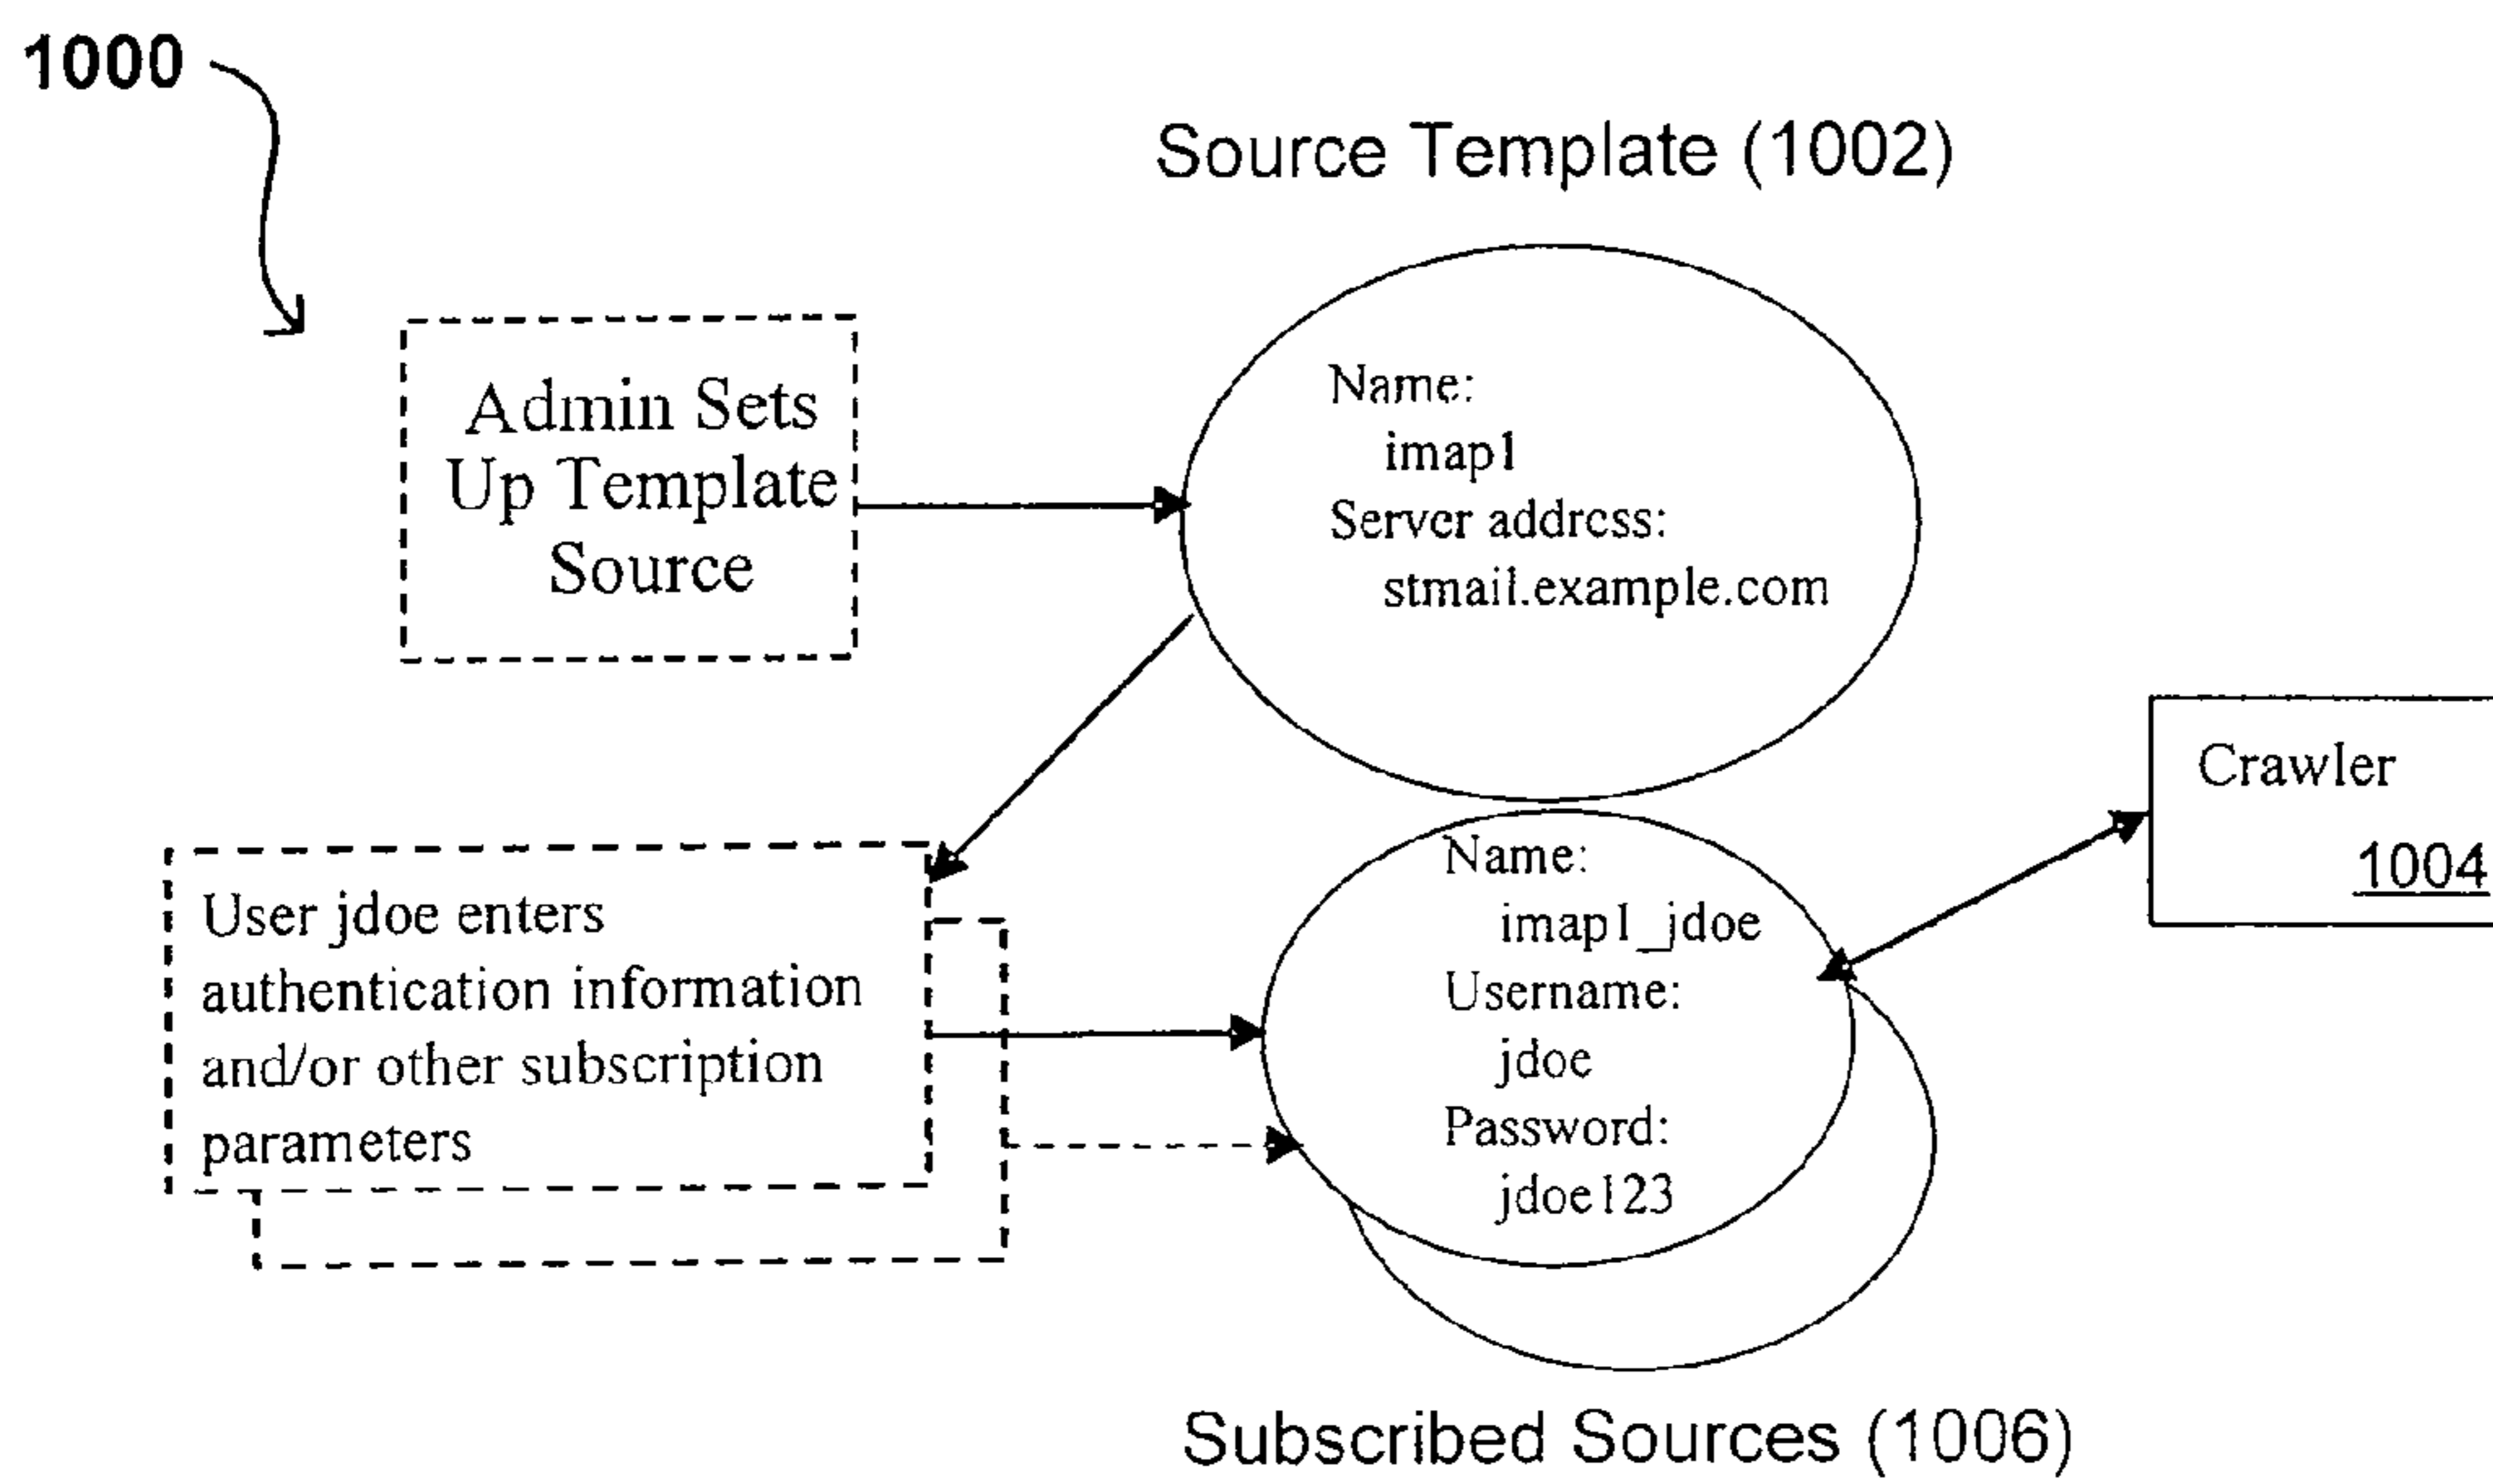 1000
Source Template (1002)
Admin Sets
Up Template
Source
Name:
imap1
Server address:
stmail.example.com
Crawler
1004
User jdoe enters
authentication information
and/or other subscription
parameters
Name:
imap1_jdoe
Username:
jdoe
Password:
jdoe123
Subscribed Sources (1006)